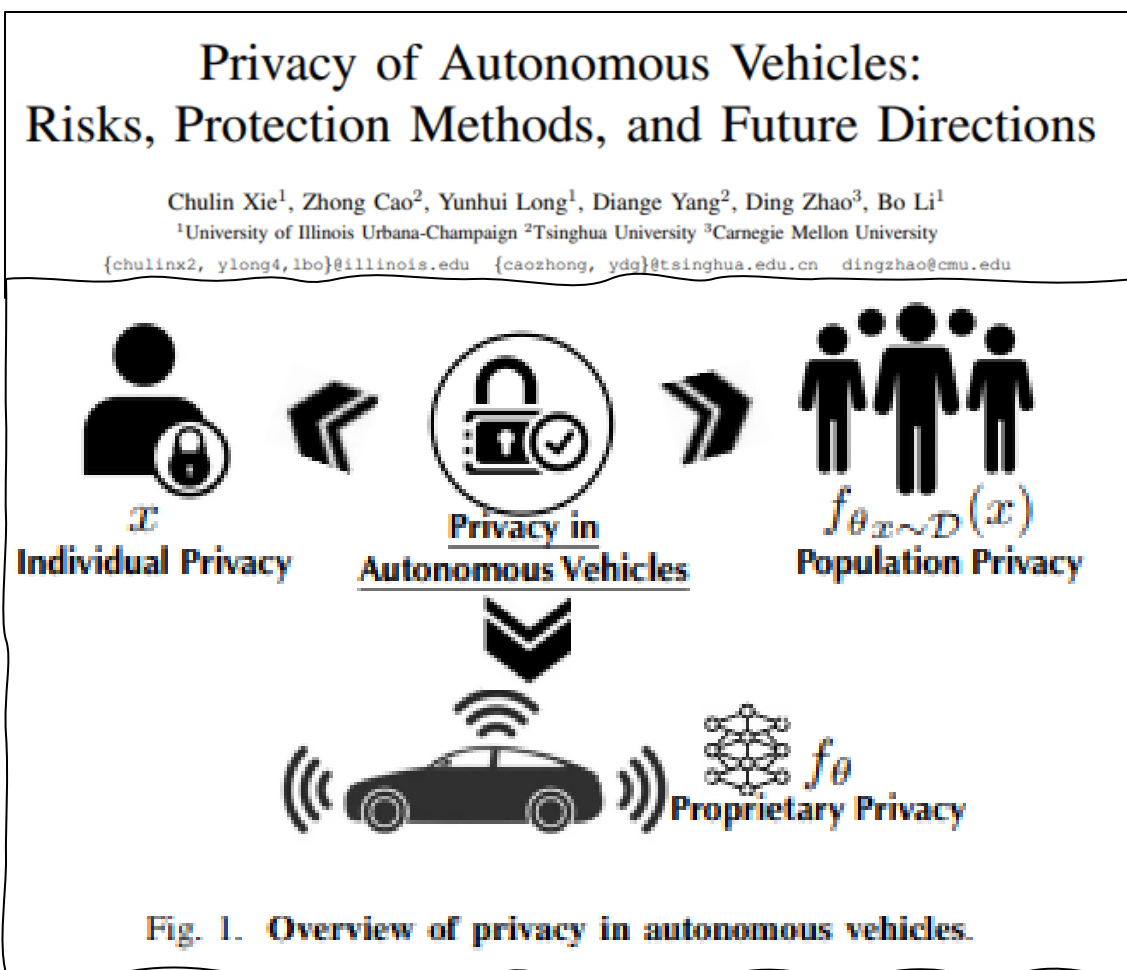 Privacy of Autonomous Vehicles:
Risks, Protection Methods, and Future Directions
Chulin Xie¹, Zhong Cao², Yunhui Long¹, Diange Yang², Ding Zhao³, Bo Li¹
¹University of Illinois Urbana-Champaign ²Tsinghua University ³Carnegie Mellon University
{chulinx2, ylong4,lbo}@illinois.edu {caozhong, ydg}@tsinghua.edu.cn dingzhao@cmu.edu
x
Individual Privacy
Privacy in
Autonomous Vehicles
f_{θ_{x∼𝒟}}(x)
Population Privacy
f_θ
Proprietary Privacy
Fig. 1. Overview of privacy in autonomous vehicles.